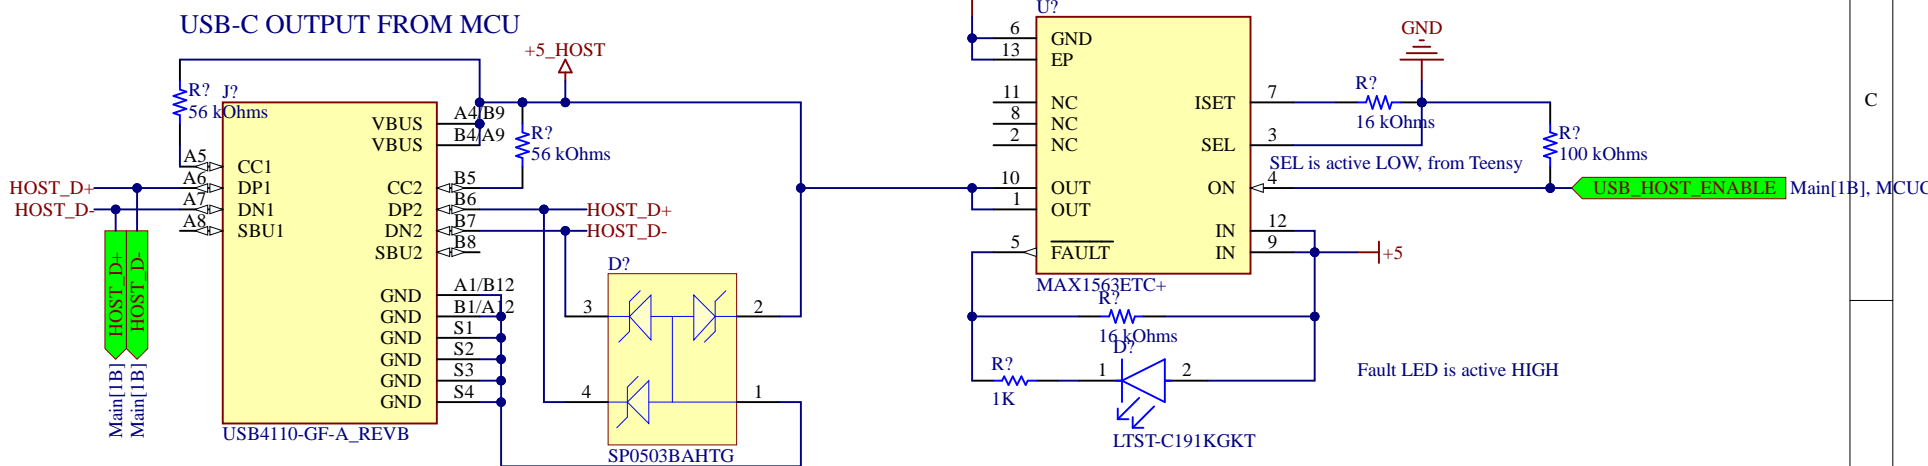 USB-C OUTPUT FROM MCU
+5_HOST
R?
56 kOhms
J?
VBUS
VBUS
A4/B9
B4/A9
R?
56 kOhms
A5
CC1
HOST_D+
A6
DP1
HOST_D-
A7
DN1
A8
SBU1
CC2
B5
DP2
B6
HOST_D+
DN2
B7
HOST_D-
SBU2
B8
GND
A1/B12
GND
B1/A12
GND
S1
GND
S2
GND
S3
GND
S4
USB4110-GF-A_REVB
HOST_D+
HOST_D-
Main[1B]
Main[1B]
D?
3
2
4
1
SP0503BAHTG
U?
6
GND
13
EP
11
NC
8
NC
2
NC
10
OUT
1
OUT
5
FAULT
ISET
7
SEL
3
ON
4
IN
12
IN
9
MAX1563ETC+
GND
R?
16 kOhms
R?
100 kOhms
SEL is active LOW, from Teensy
USB_HOST_ENABLE
Main[1B], MCUC
+5
R?
16 kOhms
D?
R?
1K
1
2
LTST-C191KGKT
Fault LED is active HIGH
C